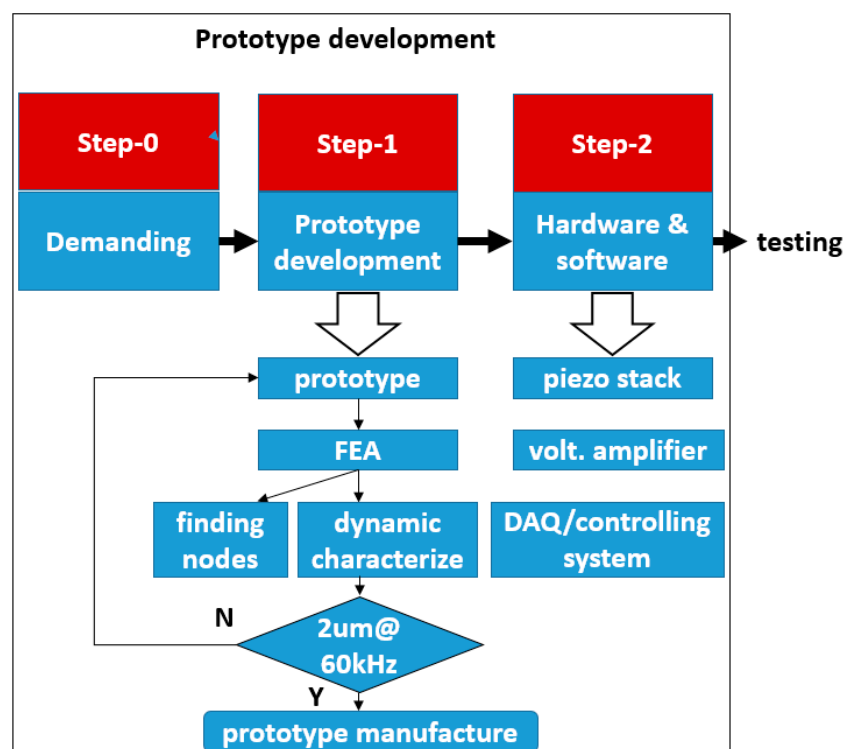 Prototype development
Step-0
Step-1
Step-2
Demanding
Prototype
development
Hardware &
software
testing
prototype
piezo stack
FEA
volt. amplifier
finding
nodes
dynamic
characterize
DAQ/controlling
system
N
2um@
60kHz
Y
prototype manufacture